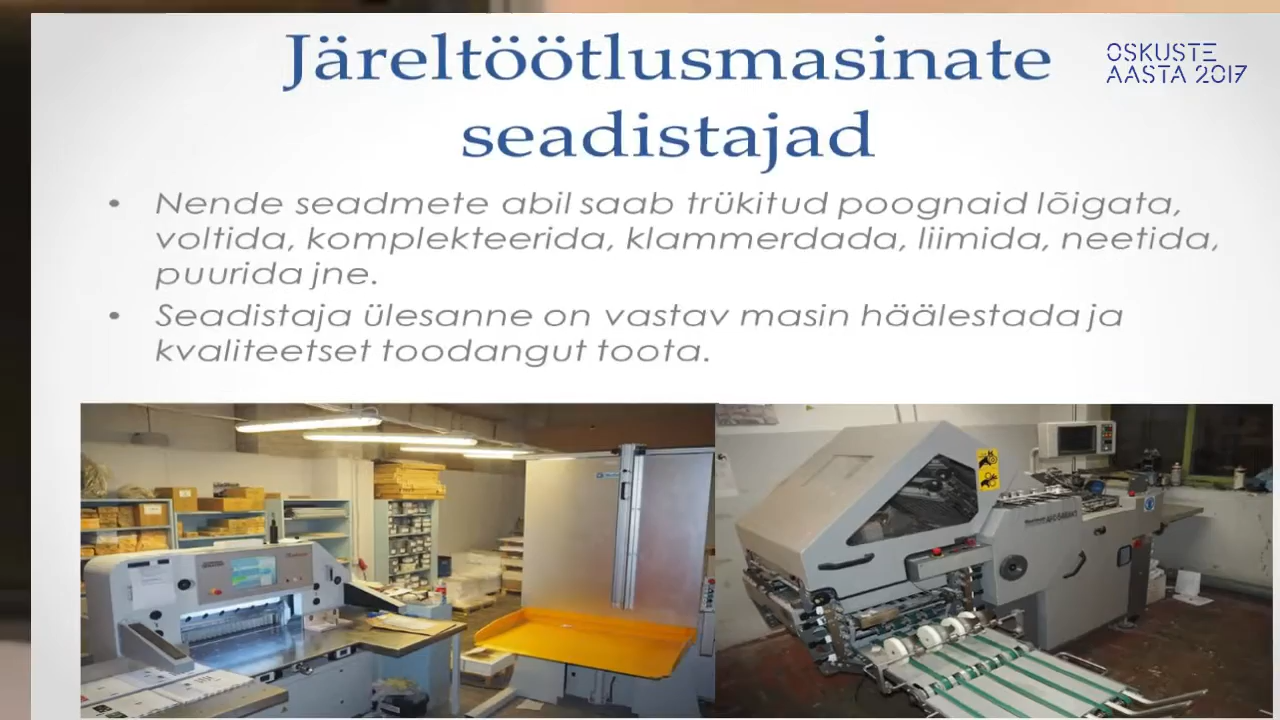 Järeltöötlusmasinate
seadistajad
OSKUSTE
AASTA 2017
• Nende seadmete abil saab trükitud poognaid lõigata,
voltida, komplekteerida, klammerdada, liimida, neetida,
puurida jne.
• Seadistaja ülesanne on vastav masin häälestada ja
kvaliteetset toodangut toota.